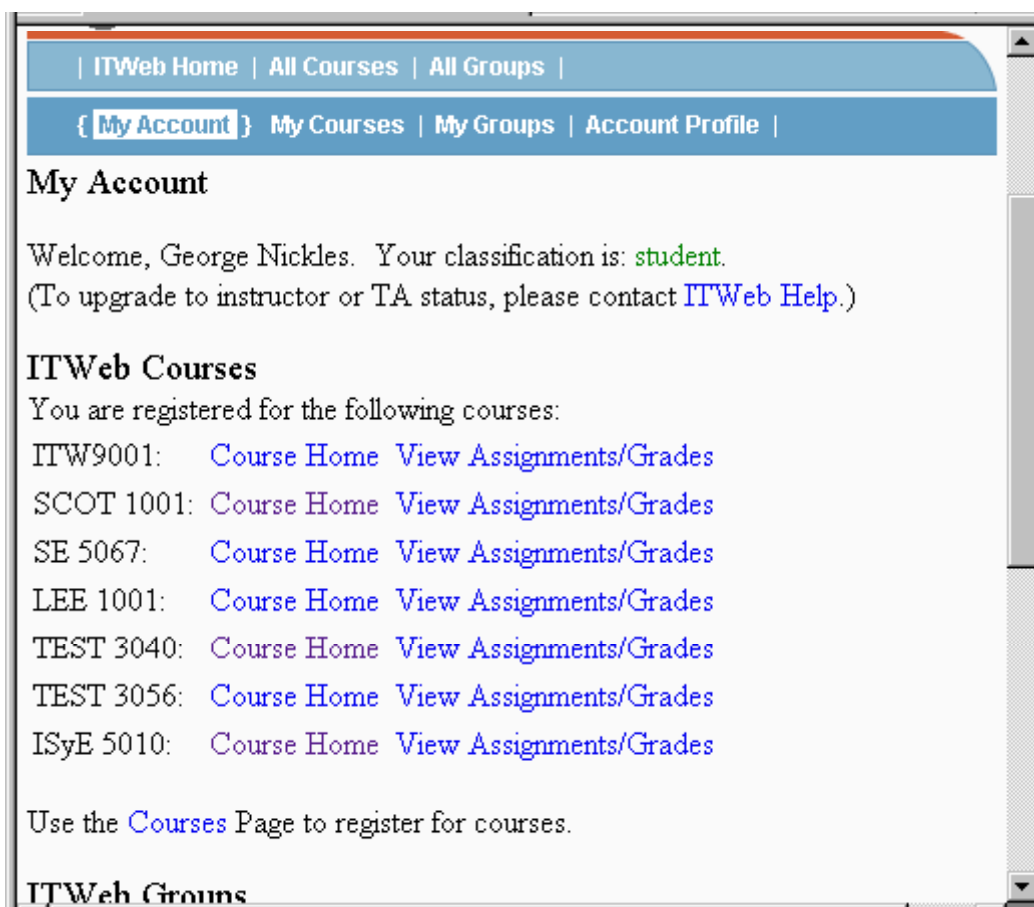 | ITWeb Home | All Courses | All Groups |
{ My Account } My Courses | My Groups | Account Profile |
My Account
Welcome, George Nickles. Your classification is: student.
(To upgrade to instructor or TA status, please contact ITWeb Help.)
ITWeb Courses
You are registered for the following courses:
ITW9001: Course Home View Assignments/Grades
SCOT 1001: Course Home View Assignments/Grades
SE 5067: Course Home View Assignments/Grades
LEE 1001: Course Home View Assignments/Grades
TEST 3040: Course Home View Assignments/Grades
TEST 3056: Course Home View Assignments/Grades
ISyE 5010: Course Home View Assignments/Grades
Use the Courses Page to register for courses.
ITWeb Groups